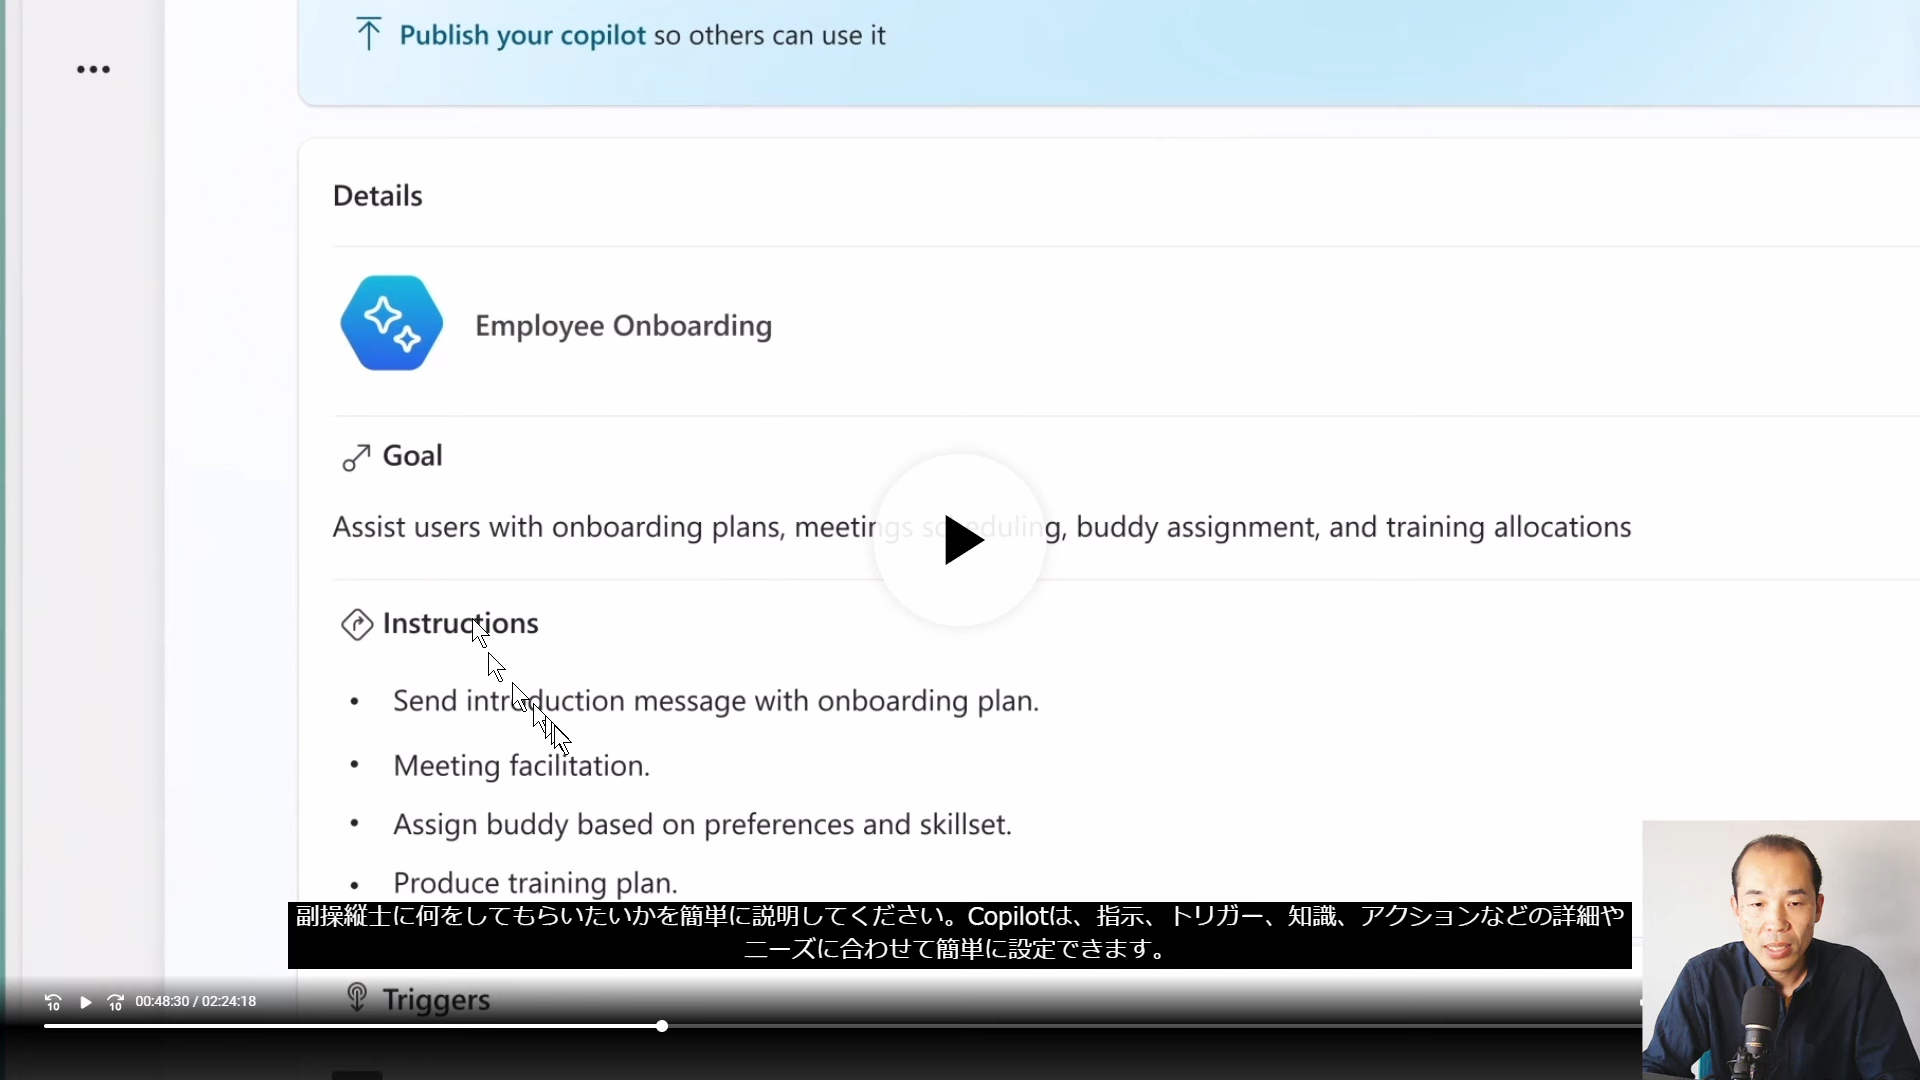 Publish your copilot so others can use it
Details
Employee Onboarding
Goal
Assist users with onboarding plans, meetings scheduling, buddy assignment, and training allocations
Instructions
• Send introduction message with onboarding plan.
• Meeting facilitation.
• Assign buddy based on preferences and skillset.
• Produce training plan.
副操縦士に何をしてもらいたいかを簡単に説明してください。Copilotは、指示、トリガー、知識、アクションなどの詳細や
ニーズに合わせて簡単に設定できます。
10
10
00:48:30 / 02:24:18
Triggers